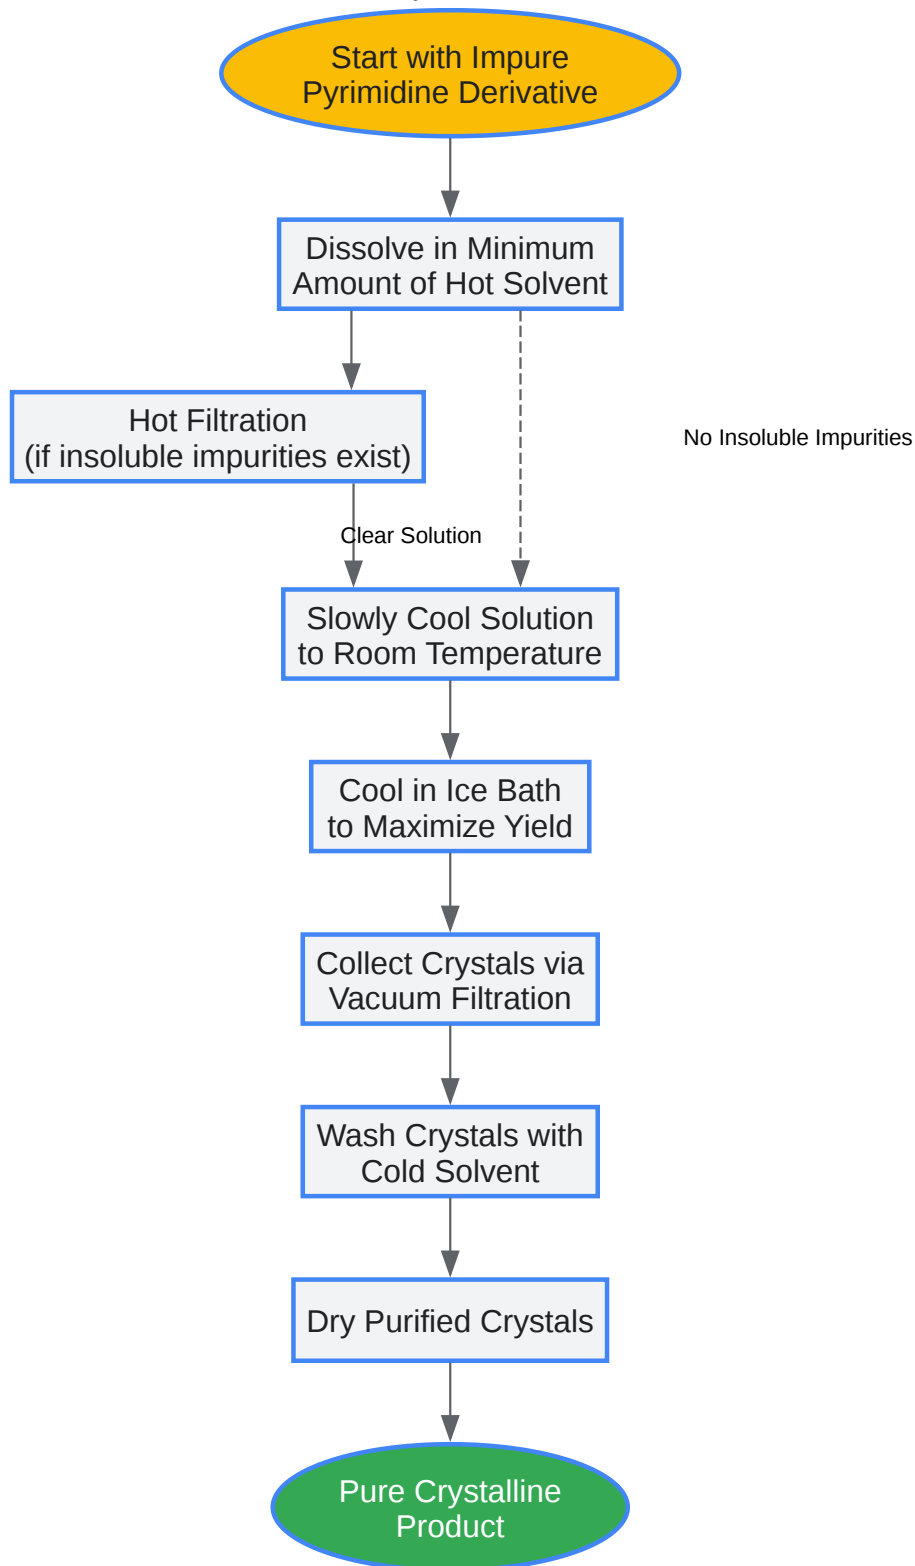 Start with Impure
Pyrimidine Derivative
Dissolve in Minimum
Amount of Hot Solvent
Hot Filtration
(if insoluble impurities exist)
No Insoluble Impurities
Clear Solution
Slowly Cool Solution
to Room Temperature
Cool in Ice Bath
to Maximize Yield
Collect Crystals via
Vacuum Filtration
Wash Crystals with
Cold Solvent
Dry Purified Crystals
Pure Crystalline
Product